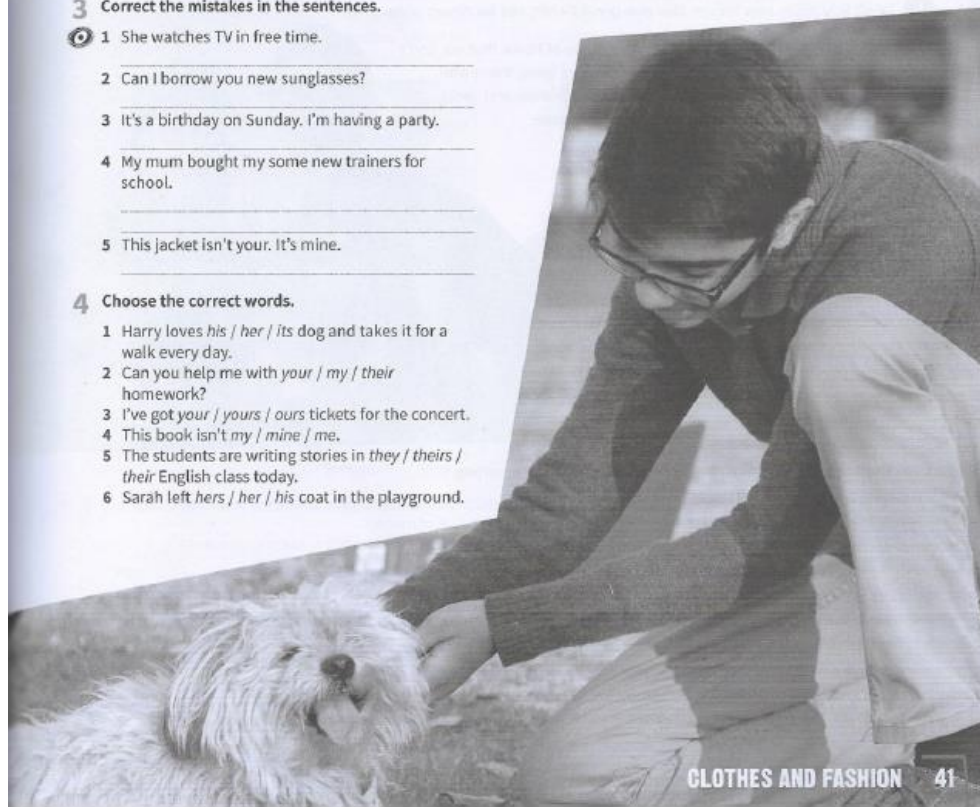 3 Correct the mistakes in the sentences.
1 She watches TV in free time.
2 Can I borrow you new sunglasses?
3 It's a birthday on Sunday. I'm having a party.
4 My mum bought my some new trainers for
school.
5 This jacket isn't your. It's mine.
4 Choose the correct words.
1 Harry loves his / her / its dog and takes it for a
walk every day.
2 Can you help me with your / my / their
homework?
3 I've got your / yours / ours tickets for the concert.
4 This book isn't my / mine / me.
5 The students are writing stories in they / theirs /
their English class today.
6 Sarah left hers / her / his coat in the playground.
CLOTHES AND FASHION 41